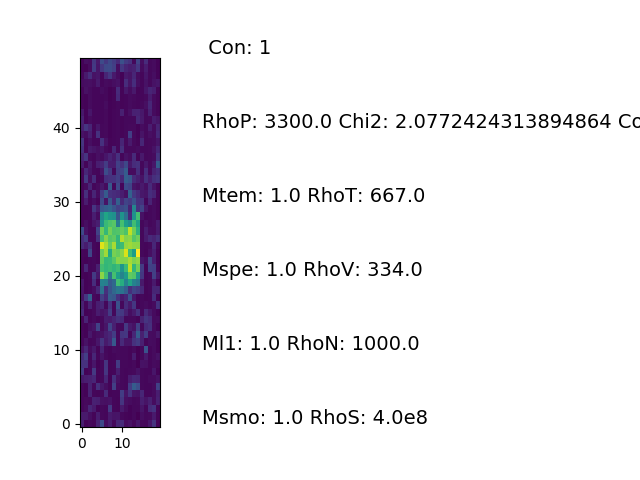 Con: 1
RhoP: 3300.0 Chi2: 2.0772424313894864 Co
Mtem: 1.0 RhoT: 667.0
Mspe: 1.0 RhoV: 334.0
Ml1: 1.0 RhoN: 1000.0
Msmo: 1.0 RhoS: 4.0e8
40
30
20
10
0
0 10